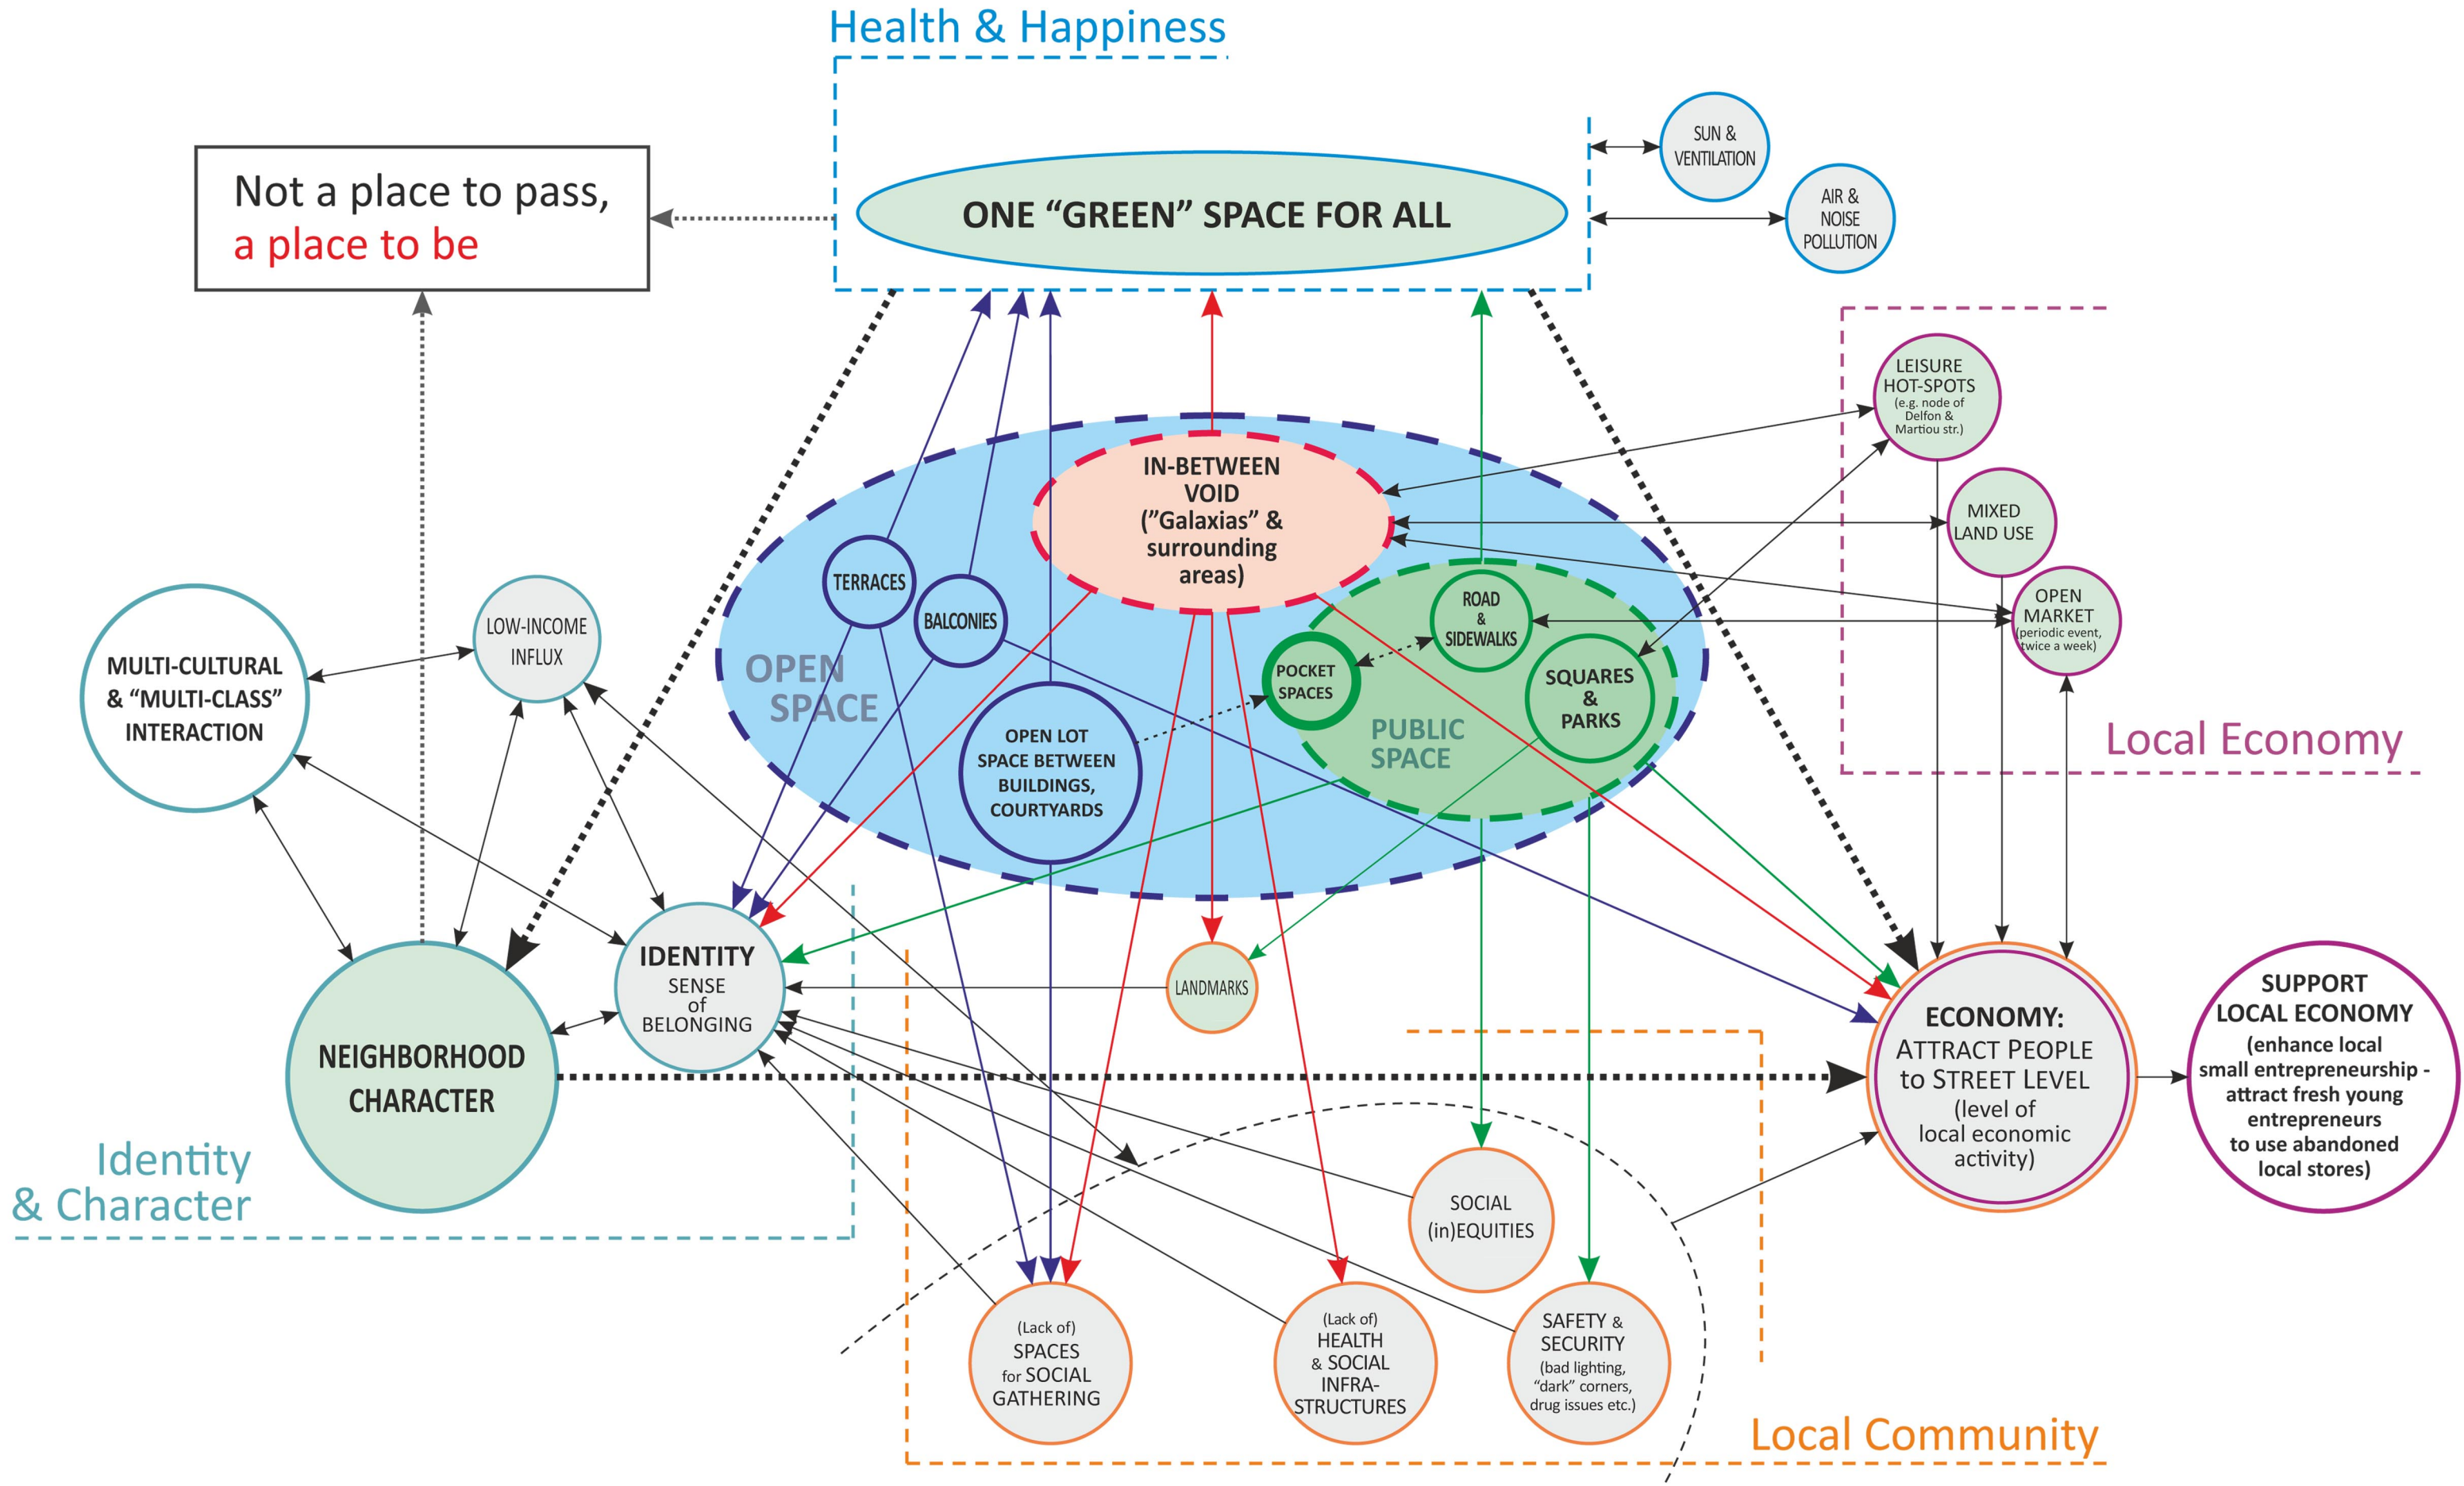 Health & Happiness
SUN &
VENTILATION
AIR &
NOISE
POLLUTION
Not a place to pass,
a place to be
ONE “GREEN” SPACE FOR ALL
LEISURE
HOT-SPOTS
(e.g. node of
Delfon &
Martiou str.)
MIXED
LAND USE
OPEN
MARKET
(periodic event,
twice a week)
Local Economy
IN-BETWEEN
VOID
(”Galaxias” &
surrounding
areas)
TERRACES
BALCONIES
OPEN
SPACE
OPEN LOT
SPACE BETWEEN
BUILDINGS,
COURTYARDS
ROAD
&
SIDEWALKS
POCKET
SPACES
SQUARES
&
PARKS
PUBLIC
SPACE
MULTI-CULTURAL
& “MULTI-CLASS”
INTERACTION
LOW-INCOME
INFLUX
IDENTITY
SENSE
of
BELONGING
NEIGHBORHOOD
CHARACTER
Identity
& Character
LANDMARKS
ECONOMY:
ATTRACT PEOPLE
to STREET LEVEL
(level of
local economic
activity)
SUPPORT
LOCAL ECONOMY
(enhance local
small entrepreneurship -
attract fresh young
entrepreneurs
to use abandoned
local stores)
SOCIAL
(in)EQUITIES
(Lack of)
SPACES
for SOCIAL
GATHERING
(Lack of)
HEALTH
& SOCIAL
INFRA-
STRUCTURES
SAFETY &
SECURITY
(bad lighting,
“dark” corners,
drug issues etc.)
Local Community